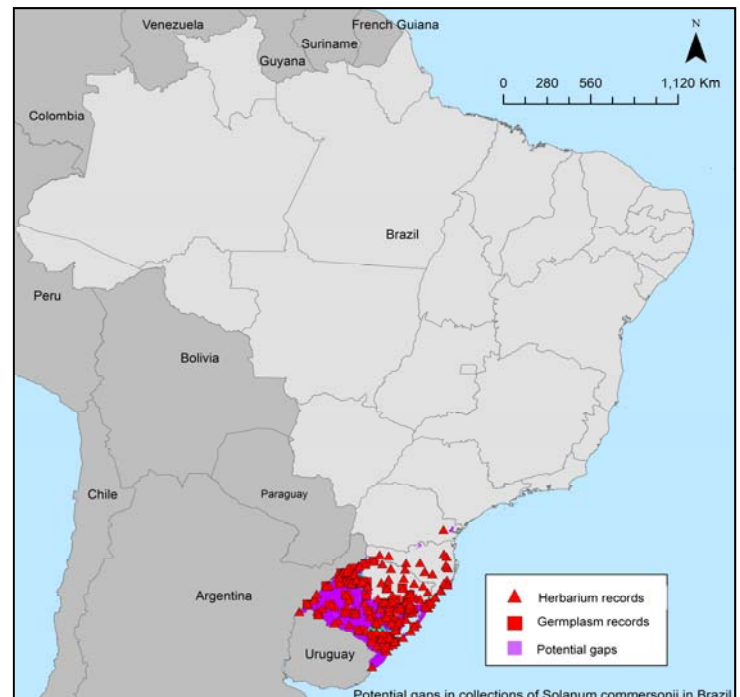 Venezuela
French Guiana
Suriname
Guyana
N
0 280 560 1,120 Km
Colombia
Brazil
Peru
Bolivia
Paraguay
Chile
Argentina
Uruguay
Herbarium records
Germplasm records
Potential gaps
Potential gaps in collections of Solanum commersonii in Brazil